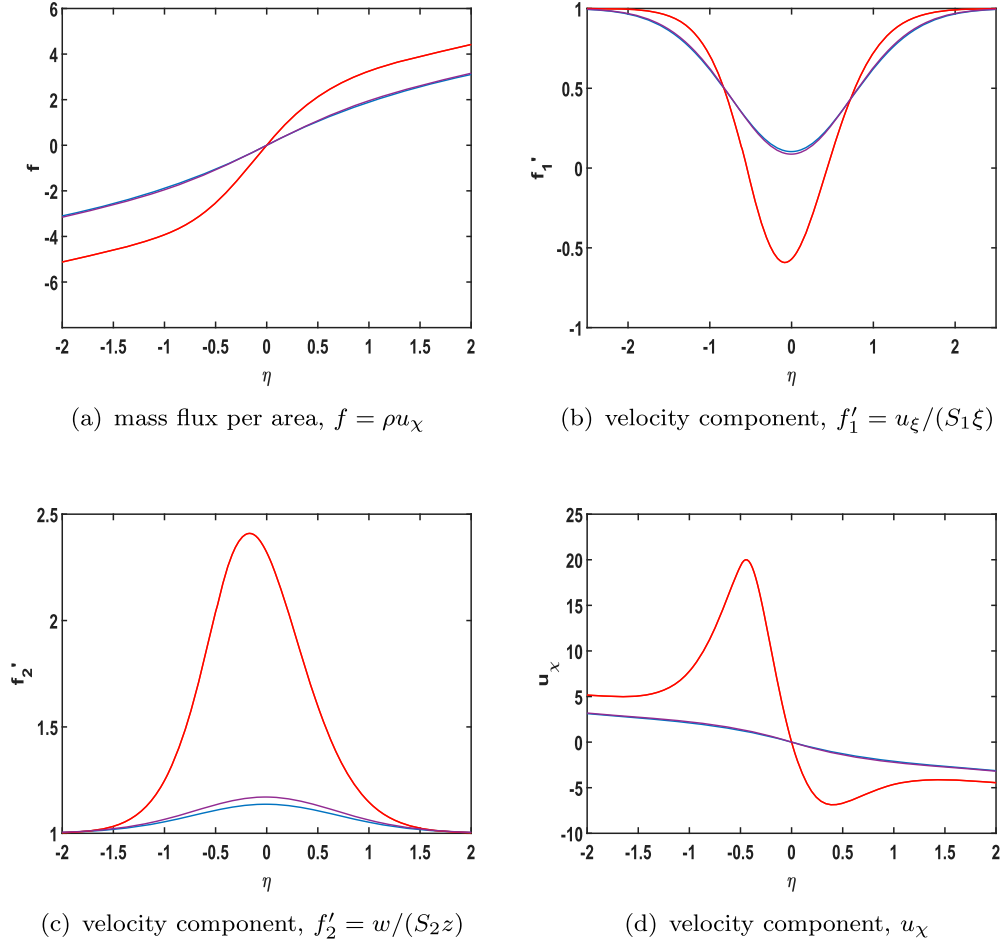 6
4
2
0
-2
-4
-6
f
-2 -1.5 -1 -0.5 0 0.5 1 1.5 2
η
(a) mass flux per area, f = ρu_χ
1
0.5
0
-0.5
-1
f_1'
-2 -1 0 1 2
η
(b) velocity component, f′_1 = u_ξ/(S_1ξ)
2.5
2
1.5
1
f_2'
-2 -1.5 -1 -0.5 0 0.5 1 1.5 2
η
(c) velocity component, f′_2 = w/(S_2z)
25
20
15
10
5
0
-5
-10
u_χ
-2 -1.5 -1 -0.5 0 0.5 1 1.5 2
η
(d) velocity component, u_χ